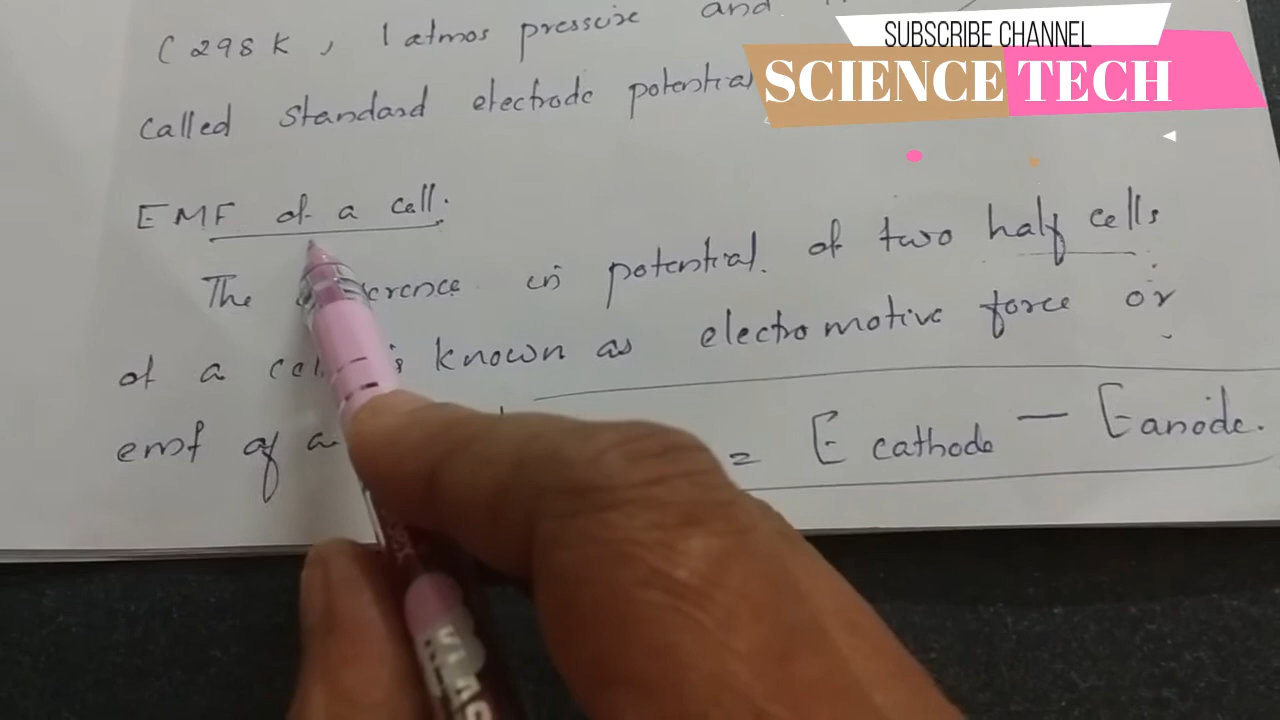 (298K, 1 atmos pressure and
SUBSCRIBE CHANNEL
SCIENCE TECH
called standard electrode potential
EMF of a cell.
The in potential of two half cells
of a known as electromotive force or
emf of a = E cathode - E anode.